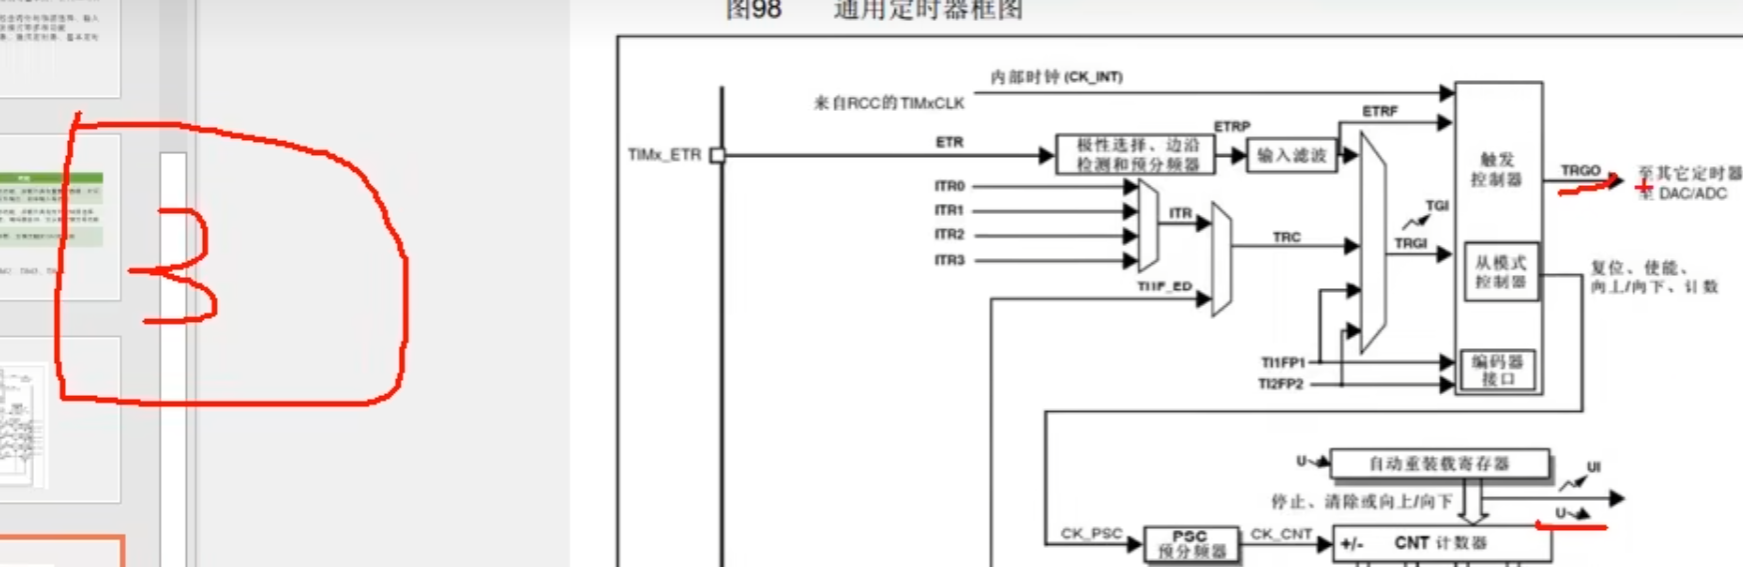 图98 通用定时器框图
内部时钟 (CK_INT)
来自RCC的TIMxCLK
ETRF
TIMx_ETR
ETR
极性选择、边沿
检测和预分频器
ETRP
输入滤波
触发
控制器
TRGO
至其它定时器
至 DAC/ADC
ITR0
ITR1
ITR2
ITR3
ITR
TRC
TGI
TRGI
TI1F_ED
从模式
控制器
复位、使能、
向上/向下、计数
TI1FP1
TI2FP2
编码器
接口
U
自动重装载寄存器
UI
停止、清除或向上/向下
U
CK_PSC
PSC
预分频器
CK_CNT
+/- CNT 计数器
3